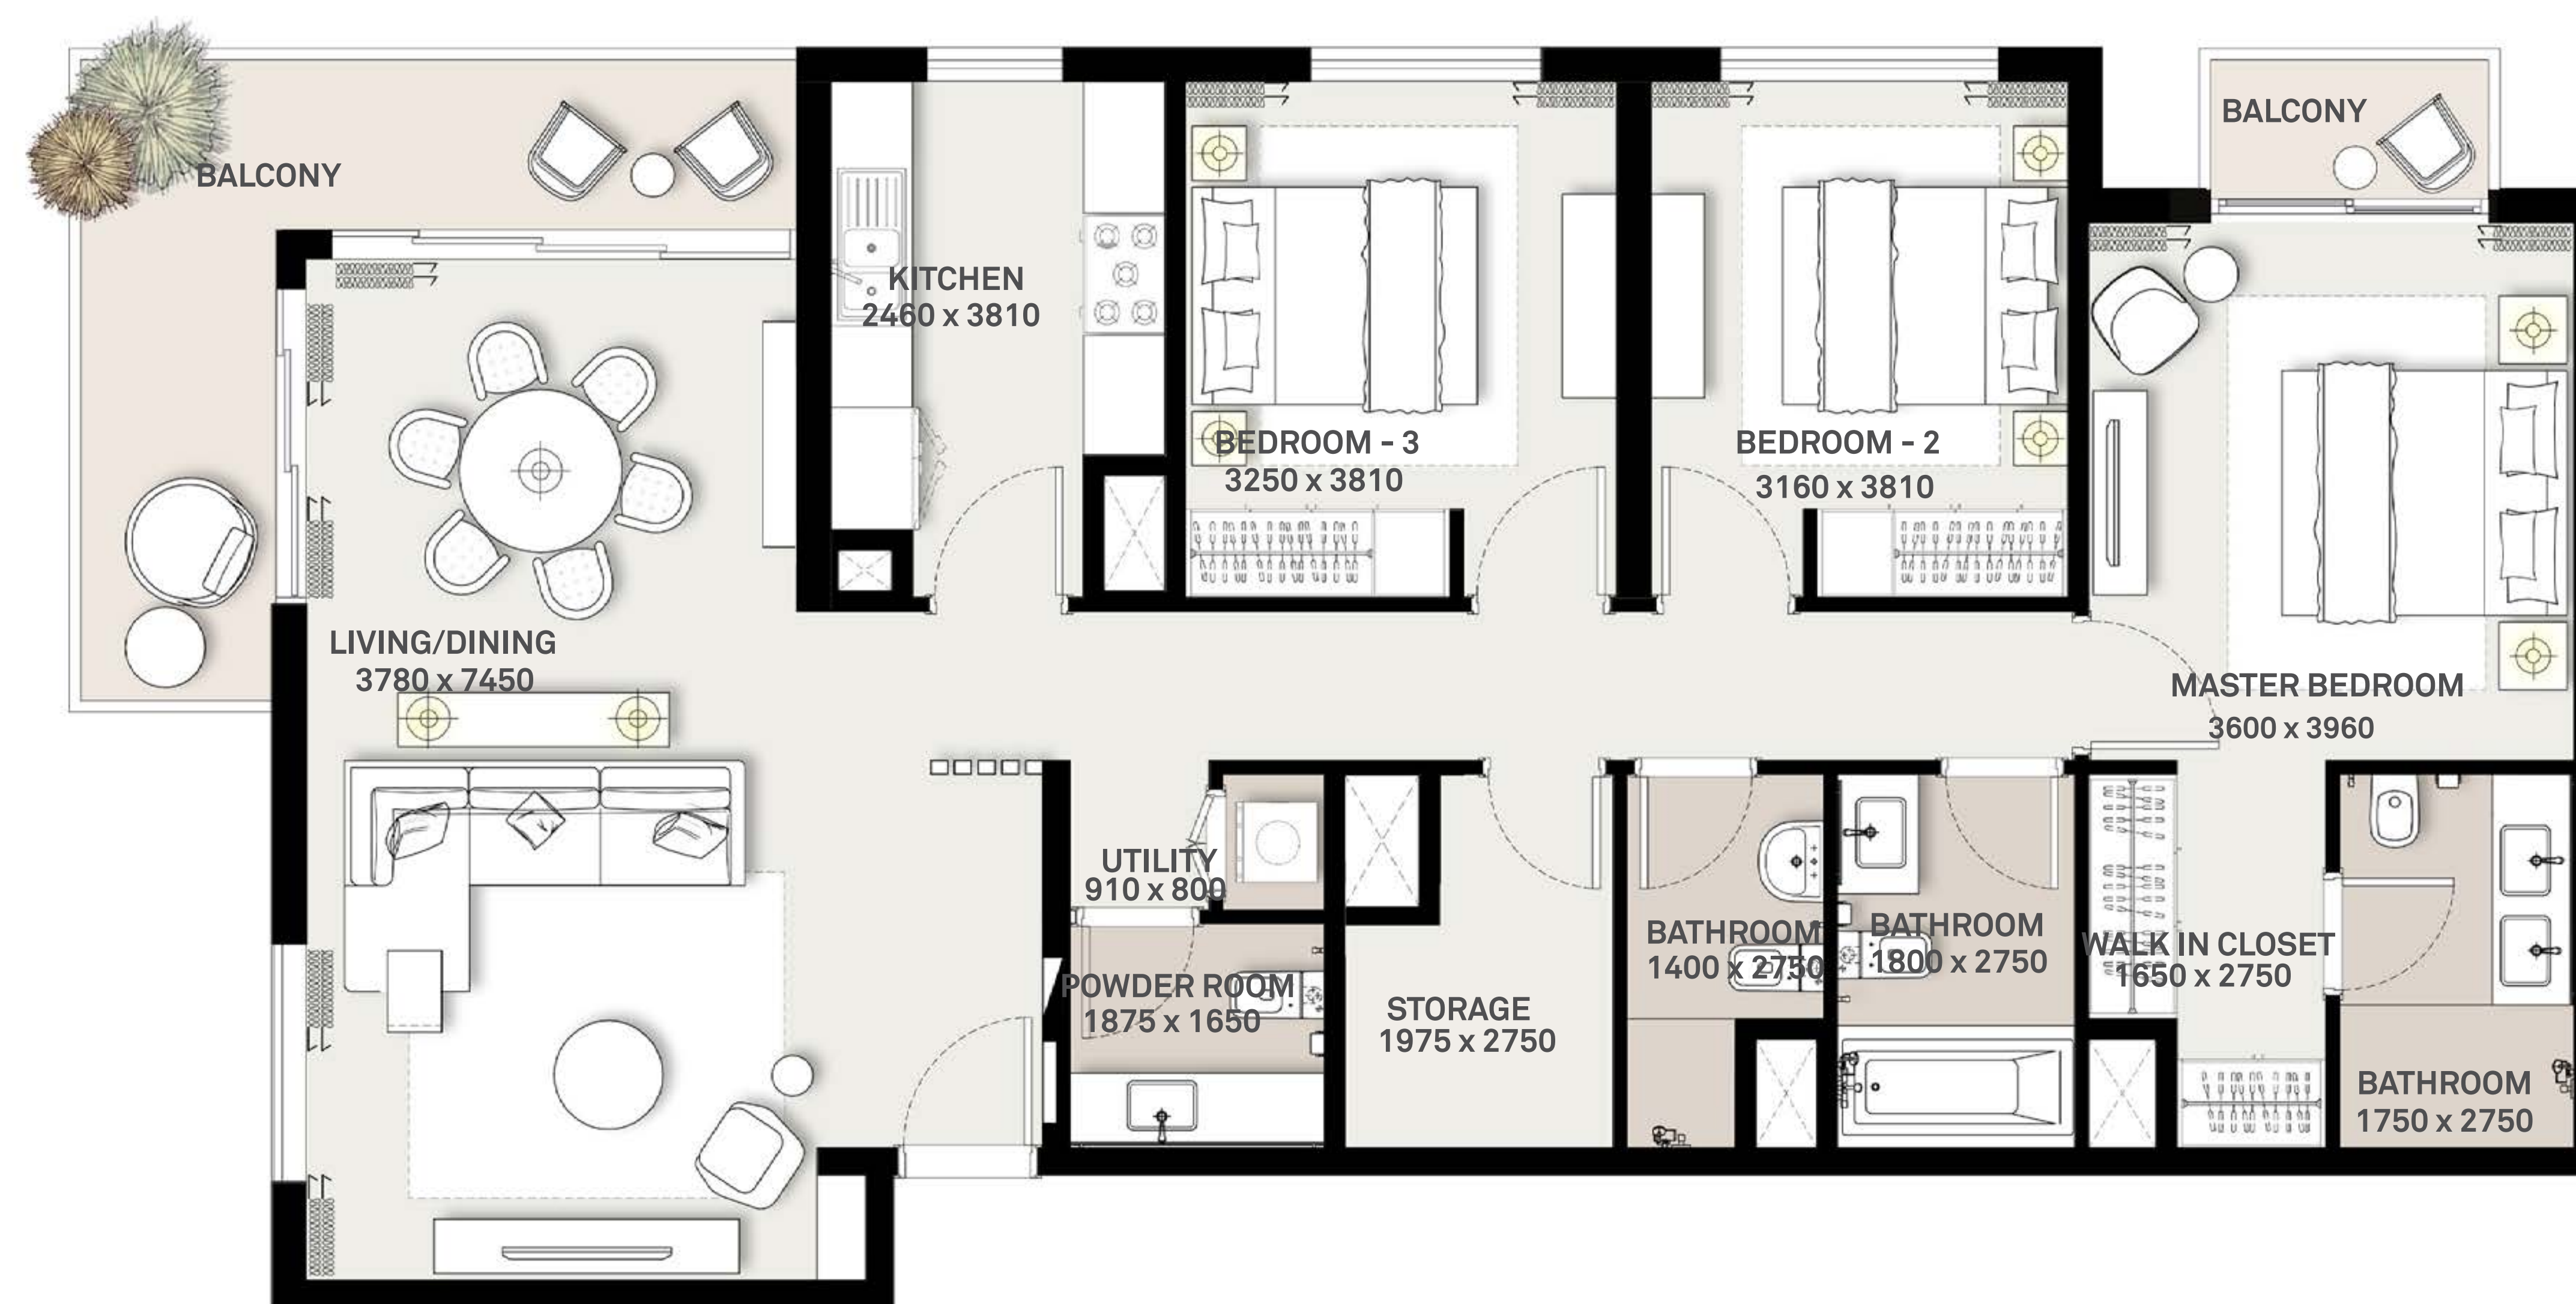 BALCONY
BALCONY
KITCHEN
2460 x 3810
BEDROOM - 3
3250 x 3810
BEDROOM - 2
3160 x 3810
LIVING/DINING
3780 x 7450
MASTER BEDROOM
3600 x 3960
UTILITY
910 x 800
POWDER ROOM
1875 x 1650
STORAGE
1975 x 2750
BATHROOM
1400 x 2750
BATHROOM
1800 x 2750
WALK IN CLOSET
1650 x 2750
BATHROOM
1750 x 2750